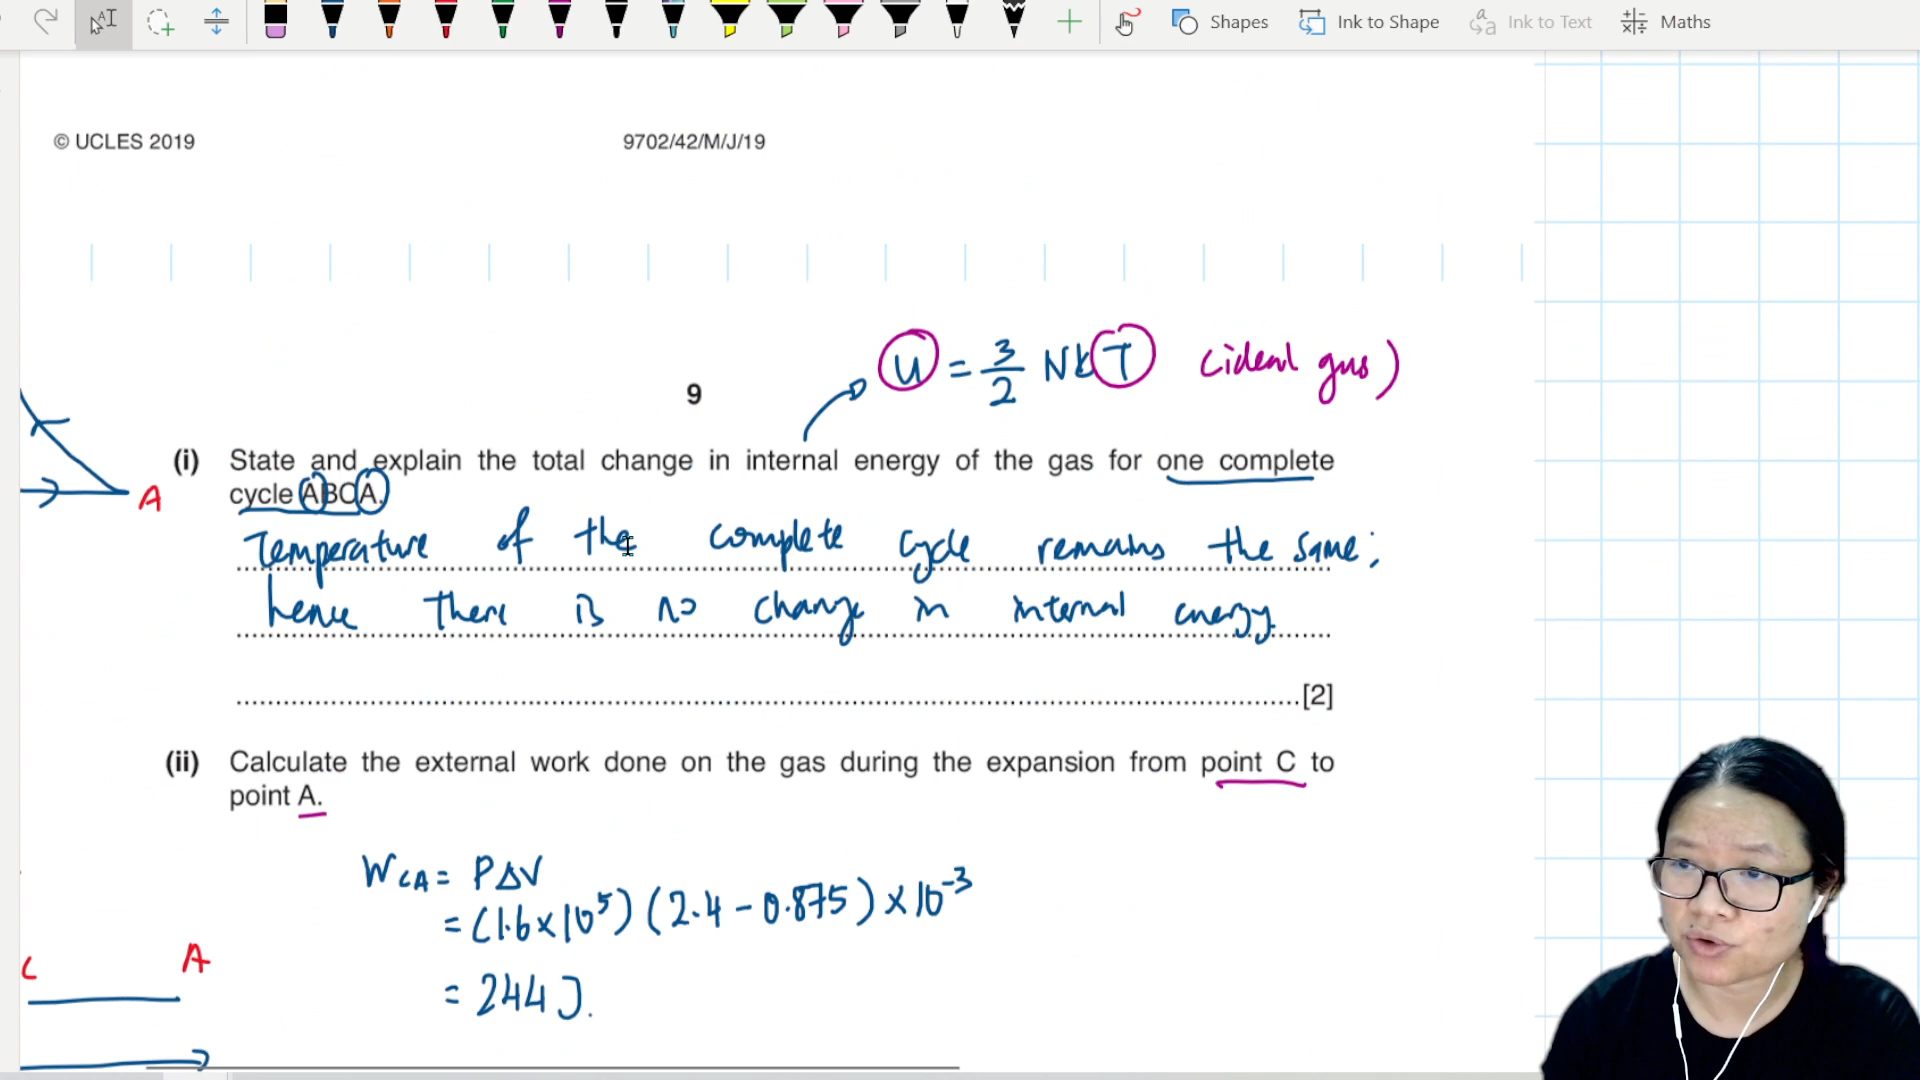 Shapes Ink to Shape Ink to Text Maths
© UCLES 2019 9702/42/M/J/19
U = 3/2 NkT (ideal gas)
9
(i) State and explain the total change in internal energy of the gas for one complete
cycle ABCA.
A
Temperature of the complete cycle remains the same;
hence there is no change in internal energy.
[2]
(ii) Calculate the external work done on the gas during the expansion from point C to
point A.
W CA = PΔV
= (1.6 × 10⁵) (2.4 − 0.875) × 10⁻³
C A
= 244 J.